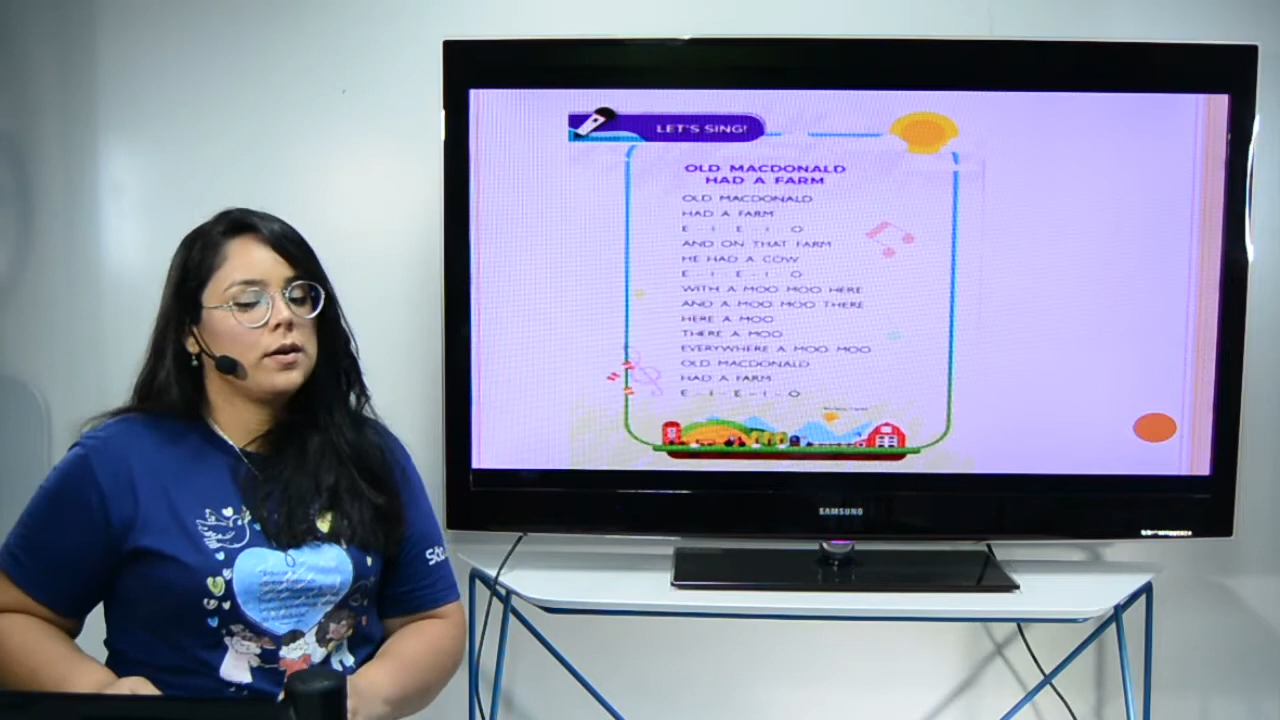 LET'S SING!
OLD MACDONALD
HAD A FARM
OLD MACDONALD
HAD A FARM
E - I - E - I - O
AND ON THAT FARM
HE HAD A COW
E - I - E - I - O
WITH A MOO MOO HERE
AND A MOO MOO THERE
HERE A MOO
THERE A MOO
EVERYWHERE A MOO MOO
OLD MACDONALD
HAD A FARM
E - I - E - I - O
SAMSUNG